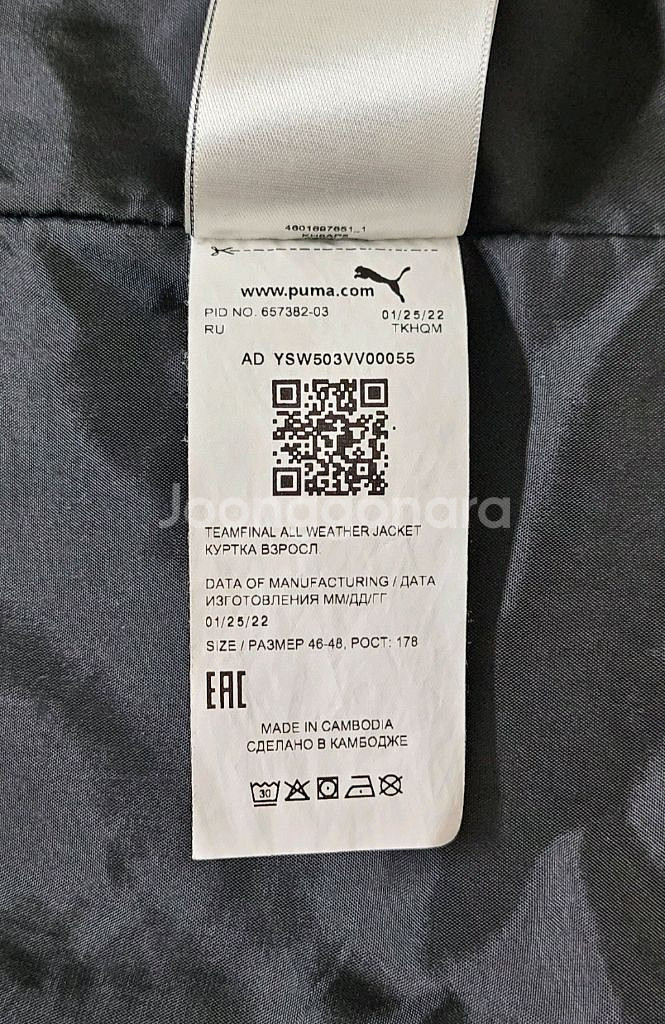 4601897651_1
www.puma.com
PID NO. 657382-03 01/25/22
RU TKHQM
AD YSW503VV00055
Joongonara
TEAMFINAL ALL WEATHER JACKET
КУРТКА ВЗРОСЛ.
DATA OF MANUFACTURING / ДАТА
ИЗГОТОВЛЕНИЯ ММ/ДД/ГГ
01/25/22
SIZE / РАЗМЕР 46-48, РОСТ: 178
EAC
MADE IN CAMBODIA
СДЕЛАНО В КАМБОДЖЕ
30